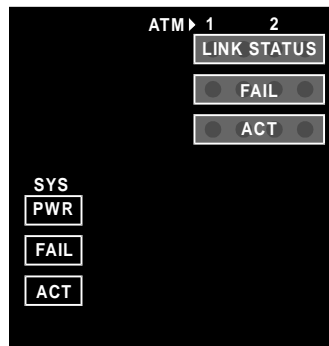 ATM 1 2
LINK STATUS
FAIL
ACT
SYS
PWR
FAIL
ACT